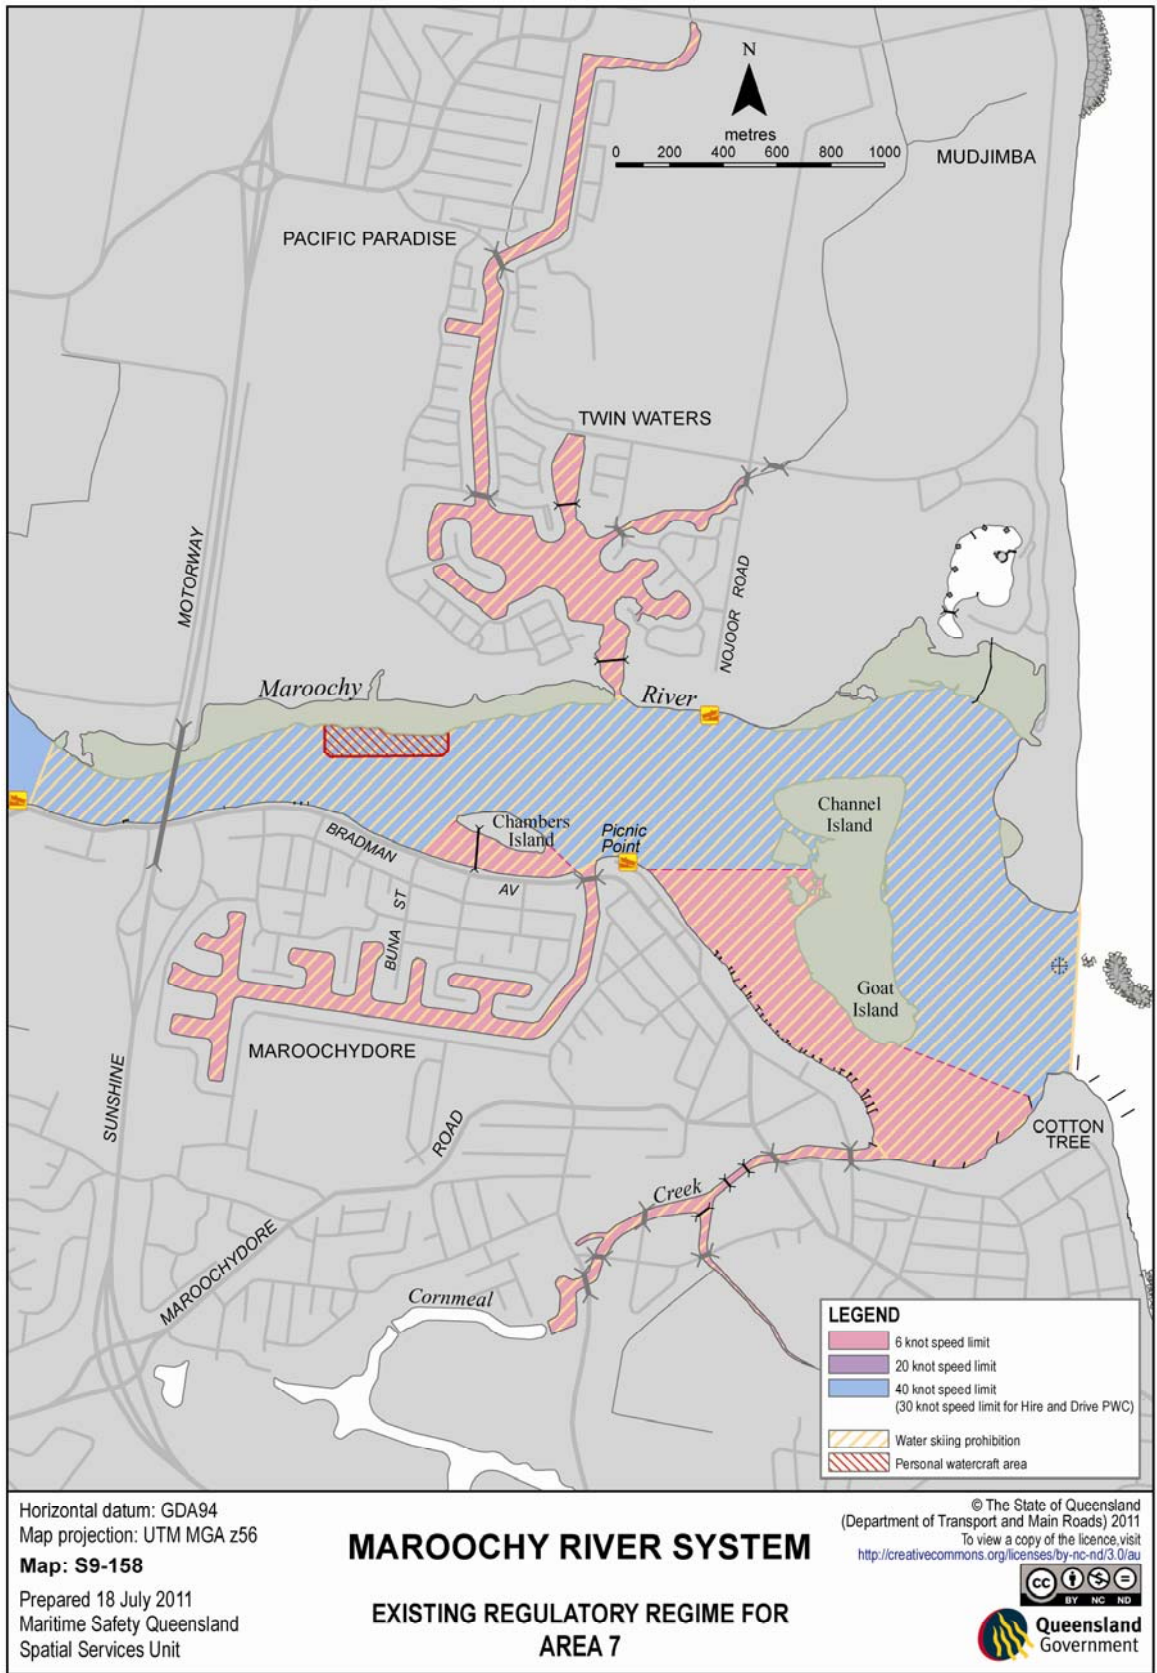 N
metres
0 200 400 600 800 1000
MUDJIMBA
PACIFIC PARADISE
TWIN WATERS
MOTORWAY
NOJOOR ROAD
Maroochy
River
Channel
Island
Chambers
Island
Picnic
Point
BRADMAN
AV
BUNA ST
Goat
Island
MAROOCHYDORE
SUNSHINE
ROAD
COTTON
TREE
Creek
MAROOCHYDORE
Cornmeal
LEGEND
6 knot speed limit
20 knot speed limit
40 knot speed limit
(30 knot speed limit for Hire and Drive PWC)
Water skiing prohibition
Personal watercraft area
Horizontal datum: GDA94
Map projection: UTM MGA z56
Map: S9-158
Prepared 18 July 2011
Maritime Safety Queensland
Spatial Services Unit
MAROOCHY RIVER SYSTEM
EXISTING REGULATORY REGIME FOR
AREA 7
© The State of Queensland
(Department of Transport and Main Roads) 2011
To view a copy of the licence,visit
http://creativecommons.org/licenses/by-nc-nd/3.0/au
CC
BY NC ND
Queensland
Government